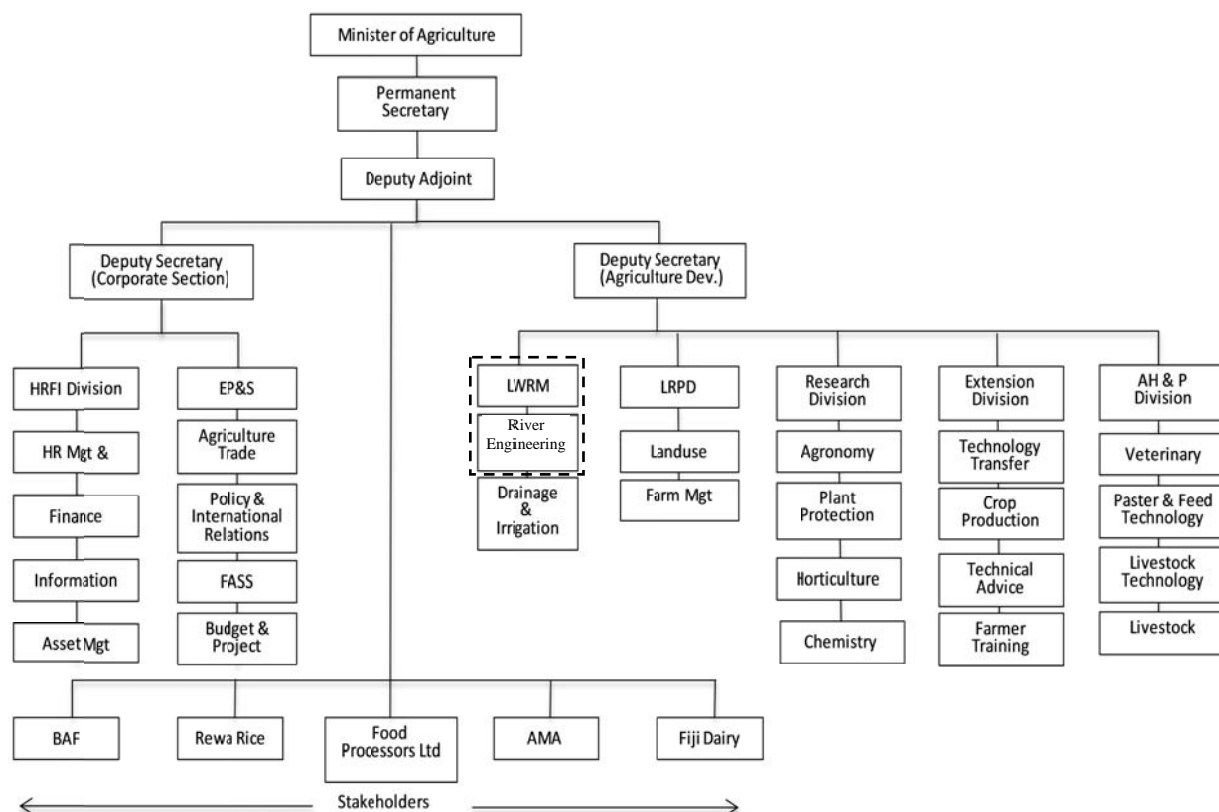 Minister of Agriculture
Permanent
Secretary
Deputy Adjoint
Deputy Secretary
(Corporate Section)
Deputy Secretary
(Agriculture Dev.)
HRFI Division
HR Mgt &
Finance
Information
Asset Mgt
EP&S
Agriculture
Trade
Policy &
International
Relations
FASS
Budget &
Project
LWRM
River
Engineering
Drainage
&
Irrigation
LRPD
Landuse
Farm Mgt
Research
Division
Agronomy
Plant
Protection
Horticulture
Chemistry
Extension
Division
Technology
Transfer
Crop
Production
Technical
Advice
Farmer
Training
AH & P
Division
Veterinary
Paster & Feed
Technology
Livestock
Technology
Livestock
BAF
Rewa Rice
Food
Processors Ltd
AMA
Fiji Dairy
Stakeholders